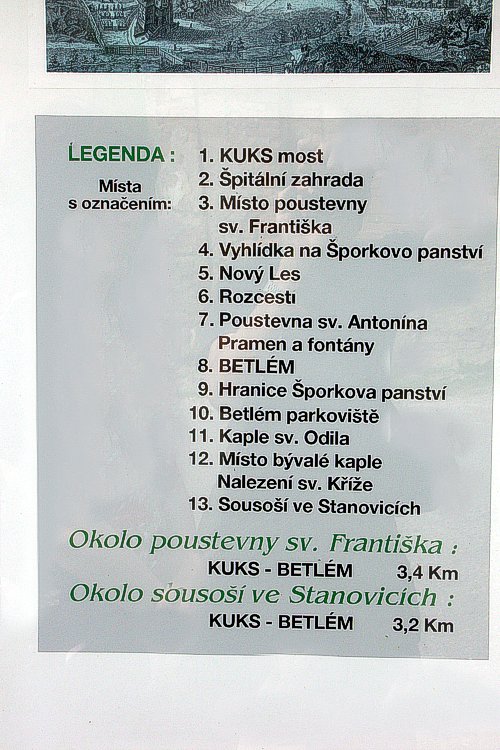 LEGENDA : 1. KUKS most
Místa s označením:
2. Špitální zahrada
3. Místo poustevny
sv. Františka
4. Vyhlídka na Šporkovo panství
5. Nový Les
6. Rozcestí
7. Poustevna sv. Antonína
Pramen a fontány
8. BETLÉM
9. Hranice Šporkova panství
10. Betlém parkoviště
11. Kaple sv. Odila
12. Místo bývalé kaple
Nalezení sv. Kříže
13. Sousoší ve Stanovicích
Okolo poustevny sv. Františka :
KUKS - BETLÉM 3,4 Km
Okolo sousoší ve Stanovicích :
KUKS - BETLÉM 3,2 Km